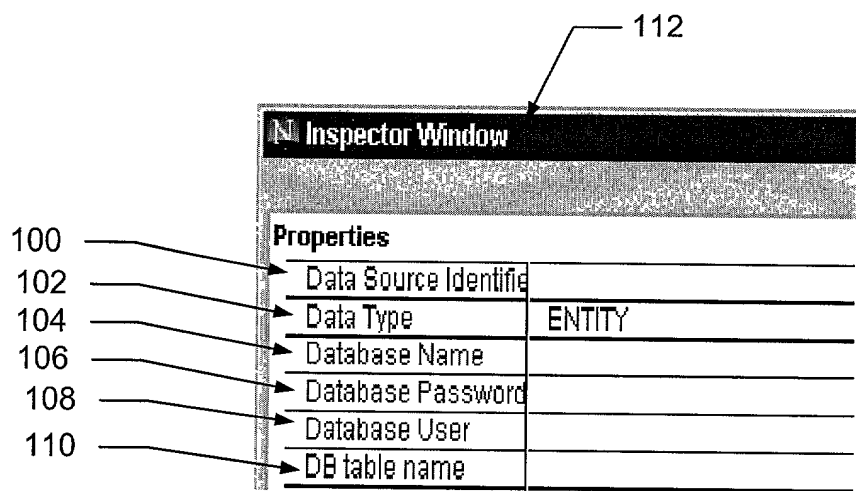 112
N Inspector Window
Properties
100 Data Source Identifie
102 Data Type ENTITY
104 Database Name
106 Database Password
108 Database User
110 DB table name